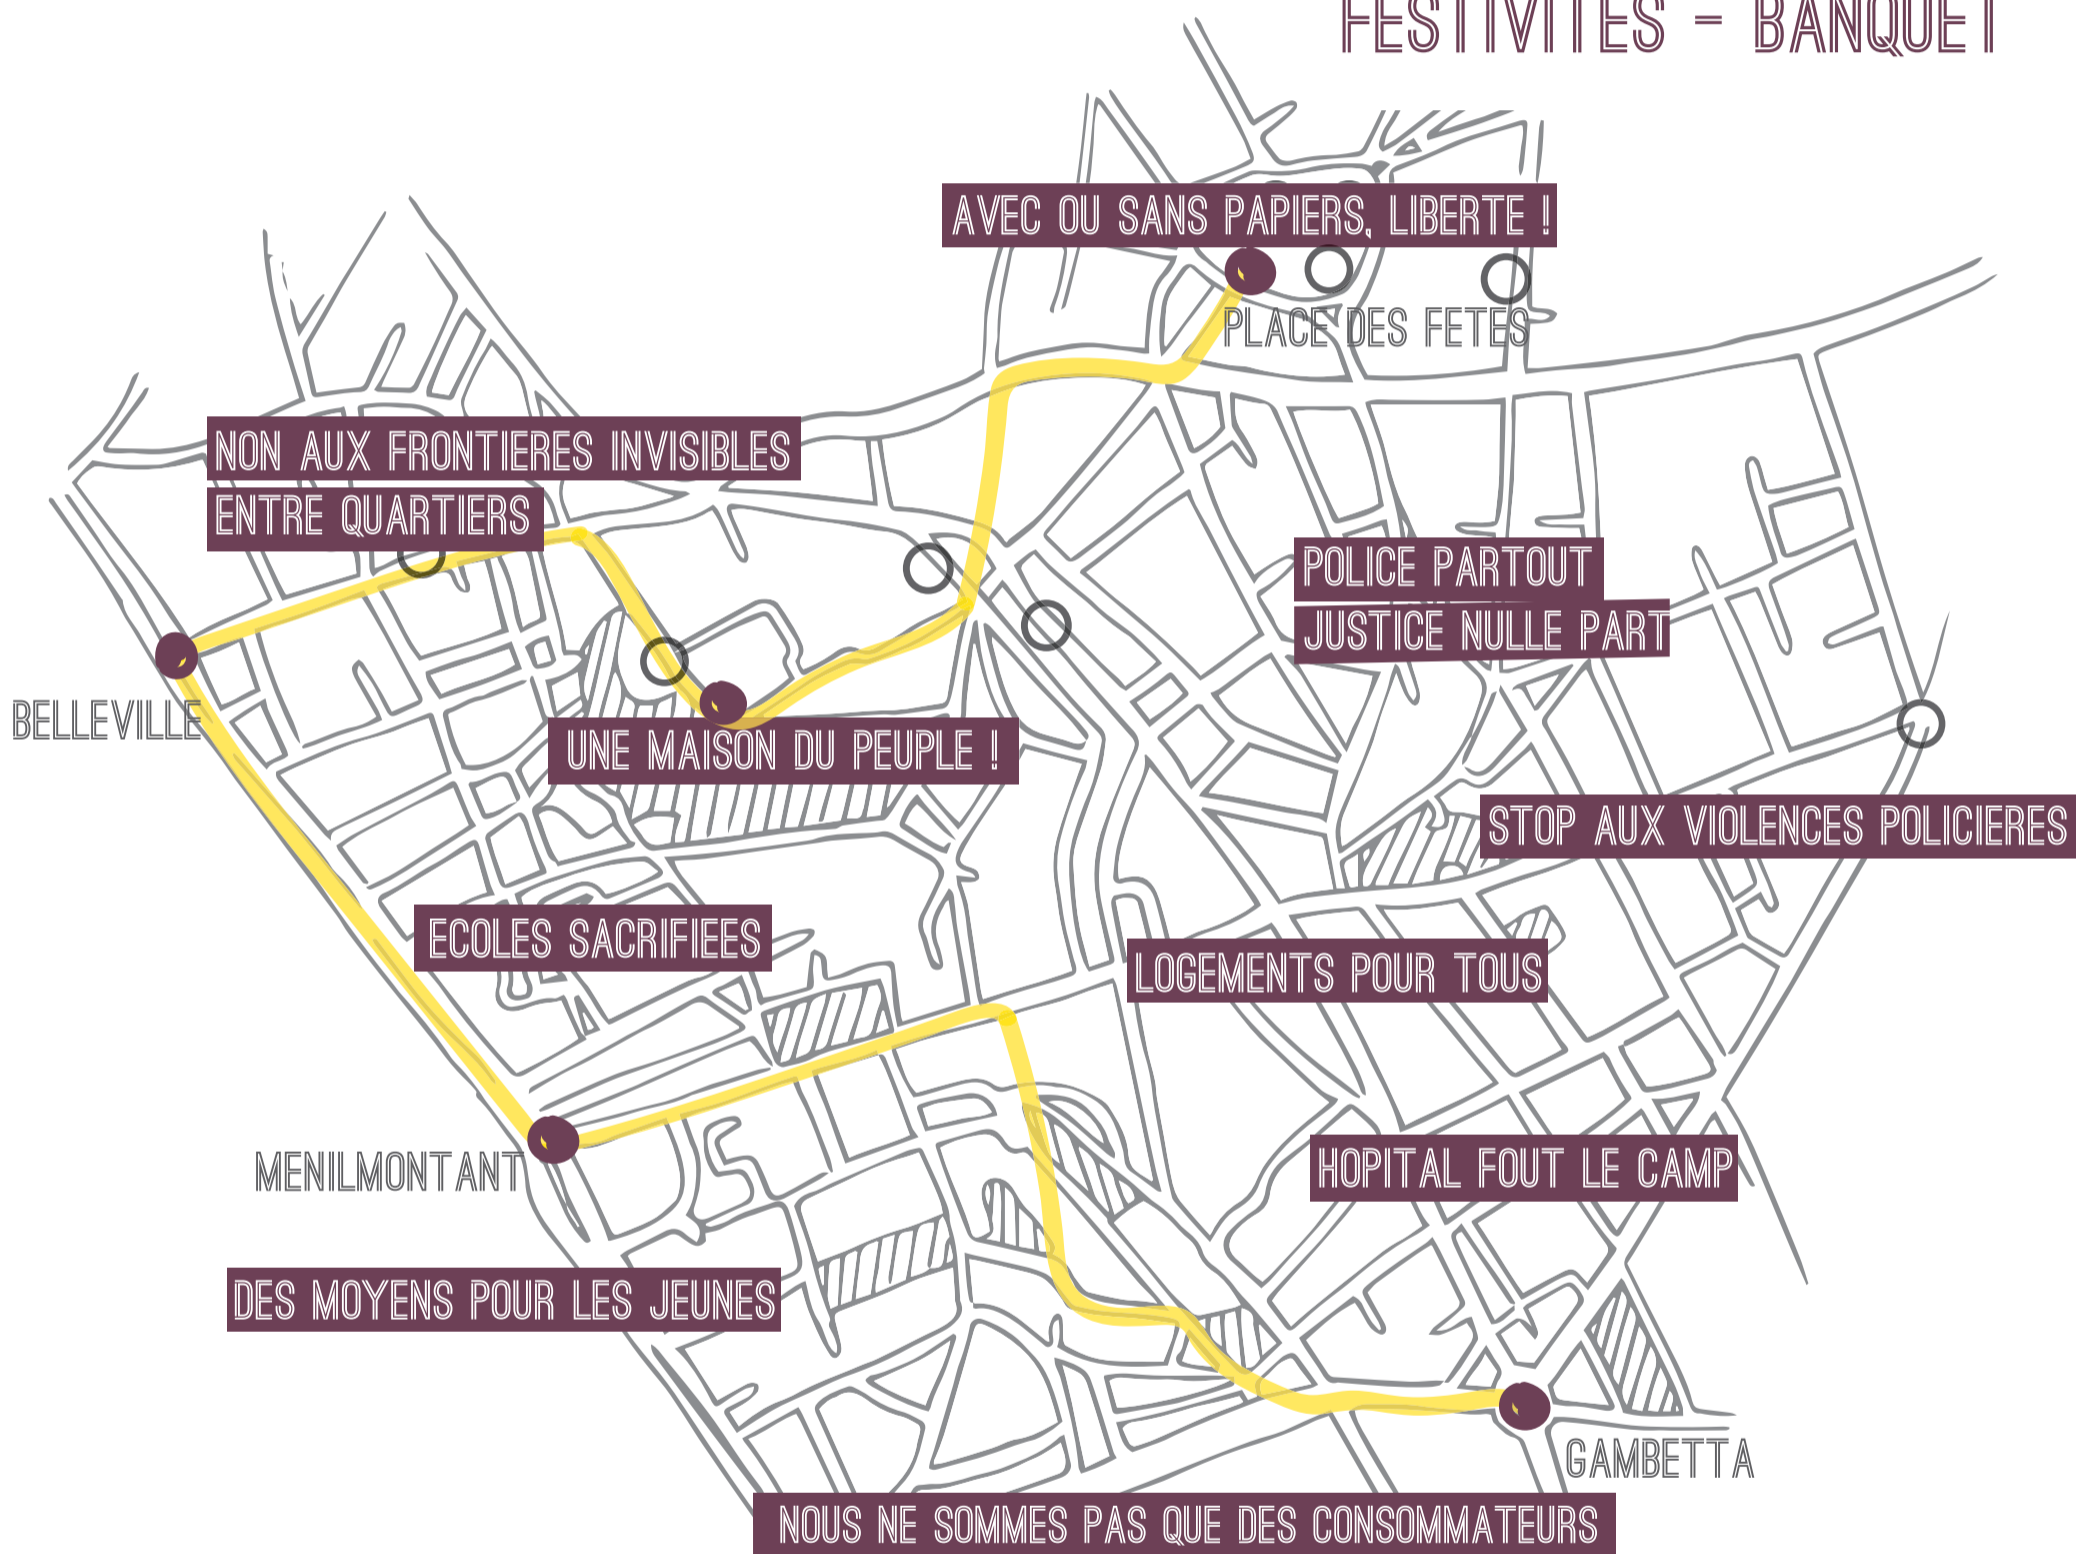 FESTIVITES - BANQUET
AVEC OU SANS PAPIERS, LIBERTE !
PLACE DES FETES
NON AUX FRONTIERES INVISIBLES
ENTRE QUARTIERS
POLICE PARTOUT
JUSTICE NULLE PART
BELLEVILLE
UNE MAISON DU PEUPLE !
STOP AUX VIOLENCES POLICIERES
ECOLES SACRIFIEES
LOGEMENTS POUR TOUS
MENILMONTANT
HOPITAL FOUT LE CAMP
DES MOYENS POUR LES JEUNES
GAMBETTA
NOUS NE SOMMES PAS QUE DES CONSOMMATEURS